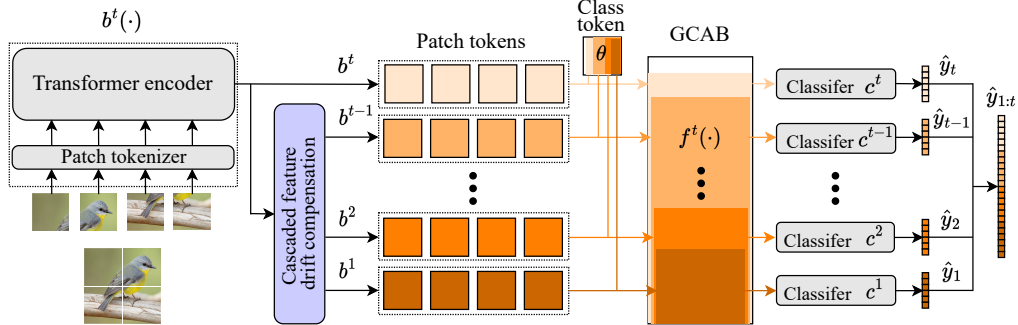 b^t(·)
Transformer encoder
Patch tokenizer
Cascaded feature
drift compensation
Patch tokens
b^t
b^{t−1}
b^2
b^1
Class
token
θ
GCAB
f^t(·)
Classifer c^t
Classifer c^{t−1}
Classifer c^2
Classifer c^1
ŷ_t
ŷ_{t−1}
ŷ_2
ŷ_1
ŷ_{1:t}